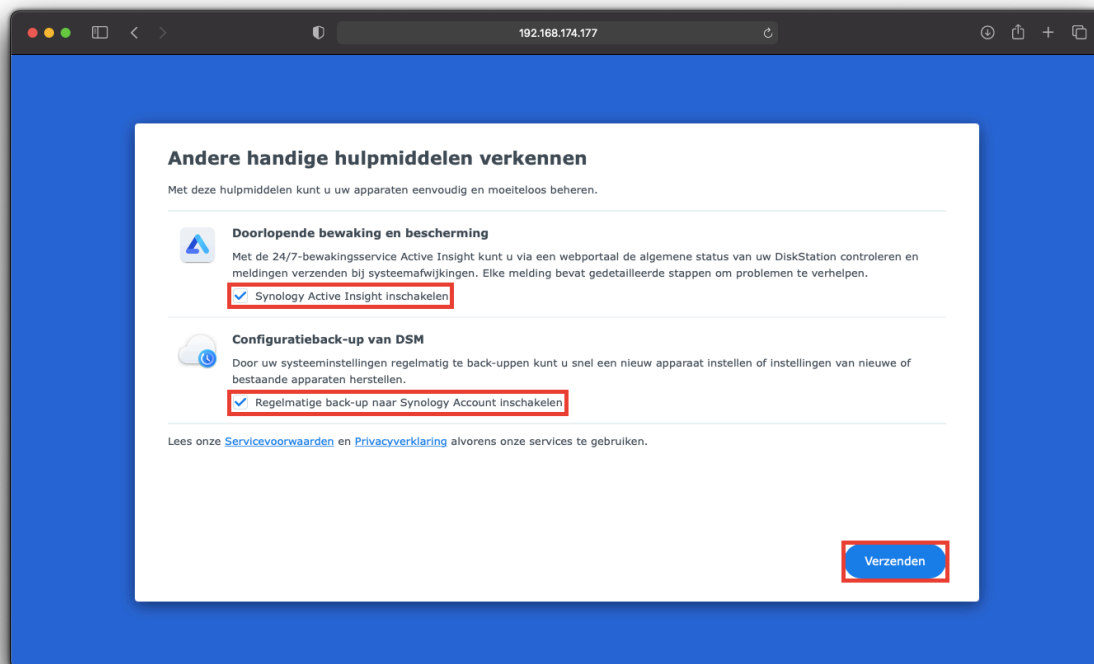 192.168.174.177
Andere handige hulpmiddelen verkennen
Met deze hulpmiddelen kunt u uw apparaten eenvoudig en moeiteloos beheren.
Doorlopende bewaking en bescherming
Met de 24/7-bewakingsservice Active Insight kunt u via een webportaal de algemene status van uw DiskStation controleren en
meldingen verzenden bij systeemafwijkingen. Elke melding bevat gedetailleerde stappen om problemen te verhelpen.
Synology Active Insight inschakelen
Configuratieback-up van DSM
Door uw systeeminstellingen regelmatig te back-uppen kunt u snel een nieuw apparaat instellen of instellingen van nieuwe of
bestaande apparaten herstellen.
Regelmatige back-up naar Synology Account inschakelen
Lees onze Servicevoorwaarden en Privacyverklaring alvorens onze services te gebruiken.
Verzenden